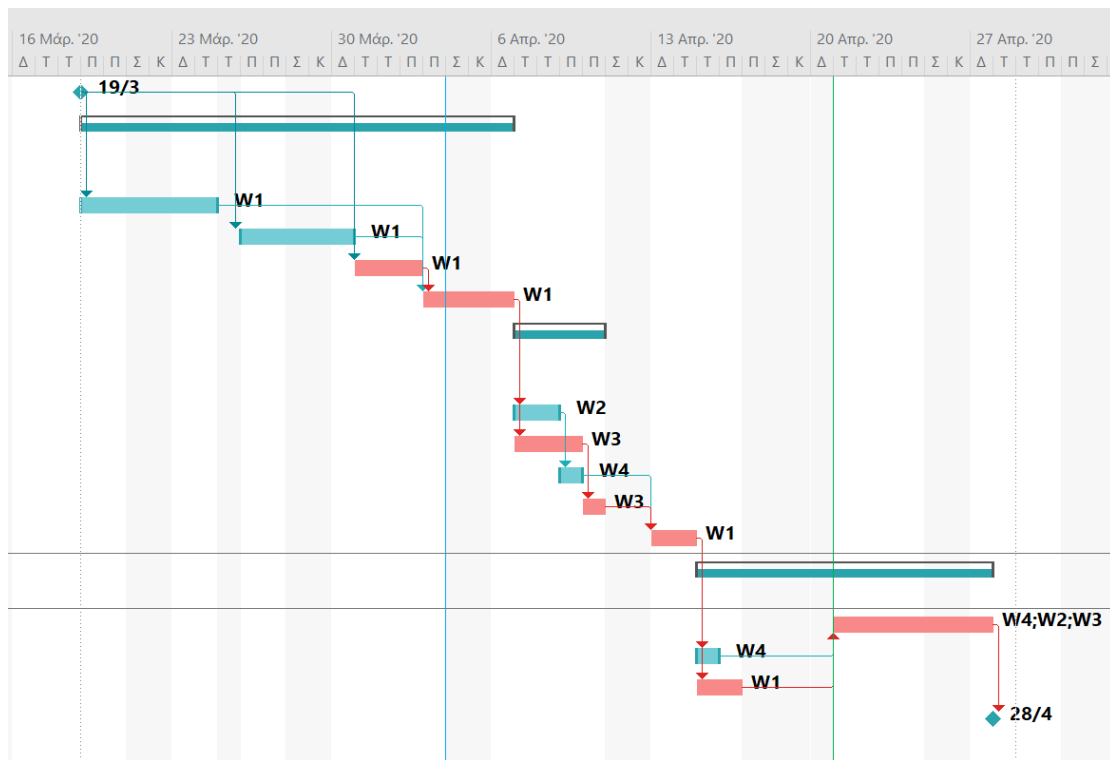 16 Μάρ. '20 23 Μάρ. '20 30 Μάρ. '20 6 Απρ. '20 13 Απρ. '20 20 Απρ. '20 27 Απρ. '20
Δ Τ Τ Π Π Σ Κ Δ Τ Τ Π Π Σ Κ Δ Τ Τ Π Π Σ Κ Δ Τ Τ Π Π Σ Κ Δ Τ Τ Π Π Σ Κ Δ Τ Τ Π Π Σ Κ Δ Τ Τ Π Π Σ
19/3
W1
W1
W1
W1
W2
W3
W4
W3
W1
W4;W2;W3
W4
W1
28/4